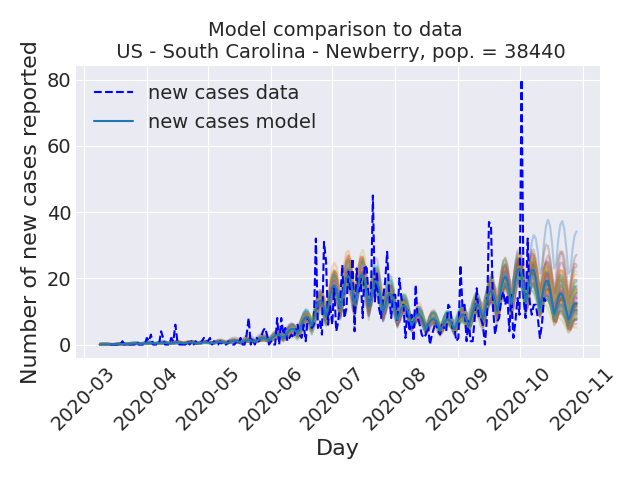 Model comparison to data
US - South Carolina - Newberry, pop. = 38440
Number of new cases reported
80
60
40
20
0
new cases data
new cases model
2020-03
2020-04
2020-05
2020-06
2020-07
2020-08
2020-09
2020-10
2020-11
Day